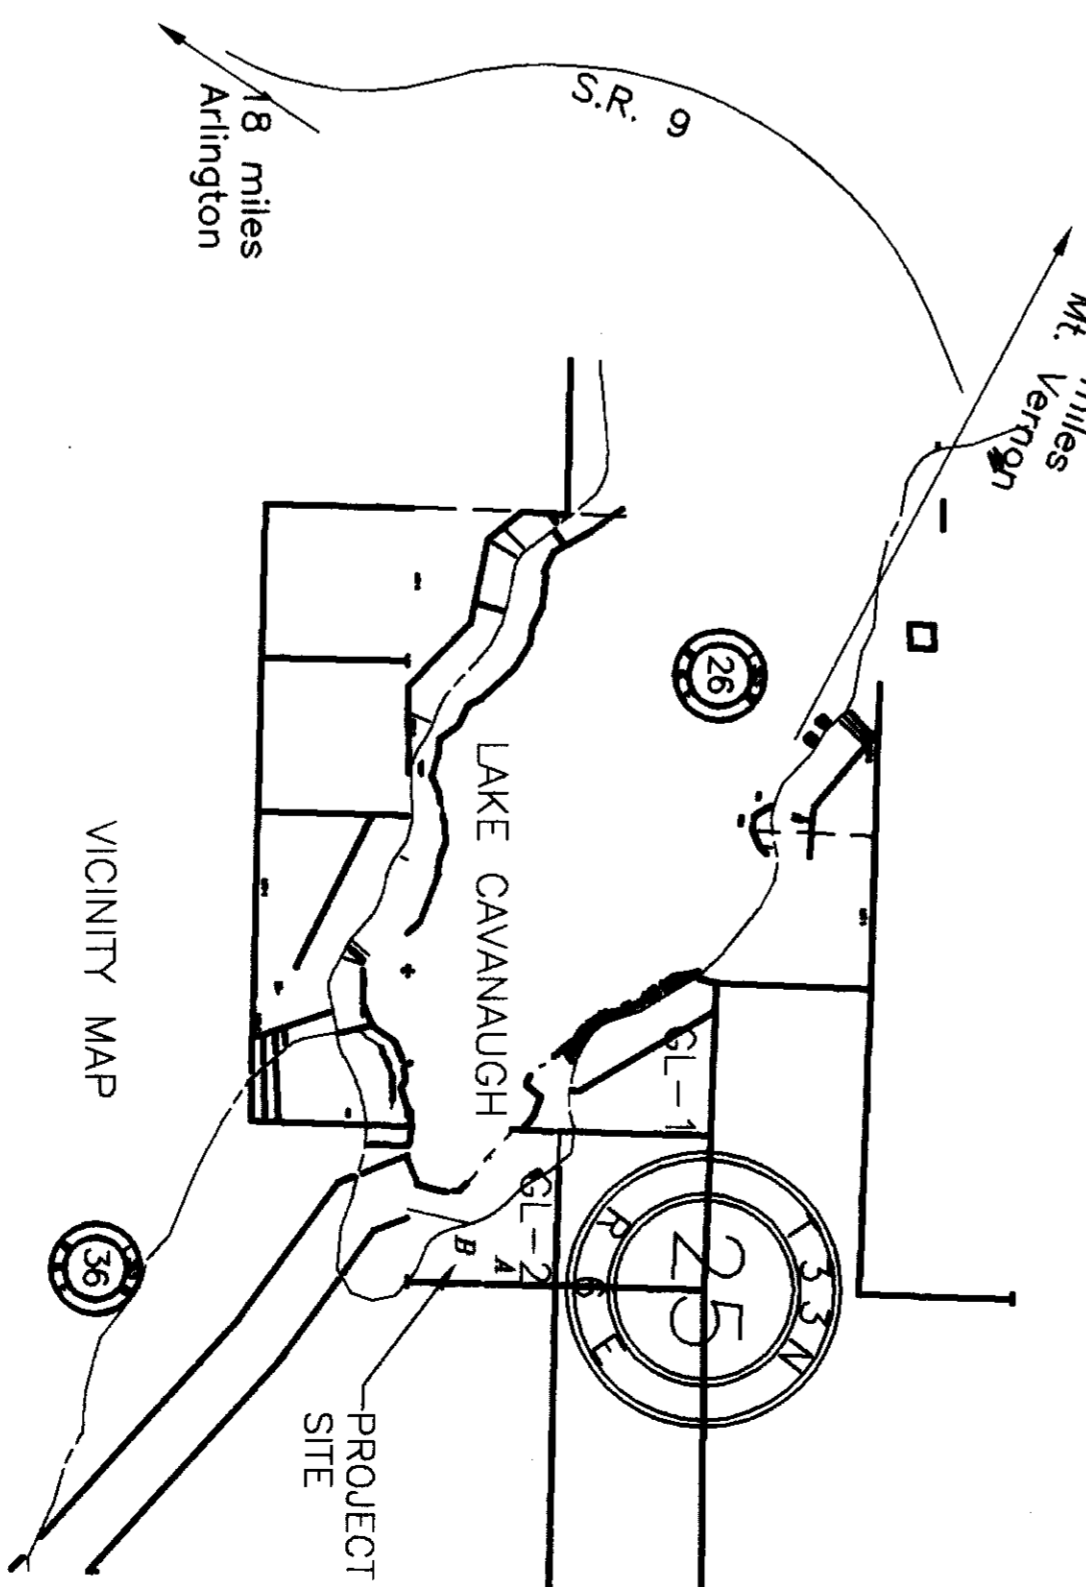 miles
Mt. Vernon
S.R. 9
18 miles
Arlington
26
LAKE CAVANAUGH
GL-1
T33N
25
R 6 E
GL-2
A
B
PROJECT
SITE
36
VICINITY MAP